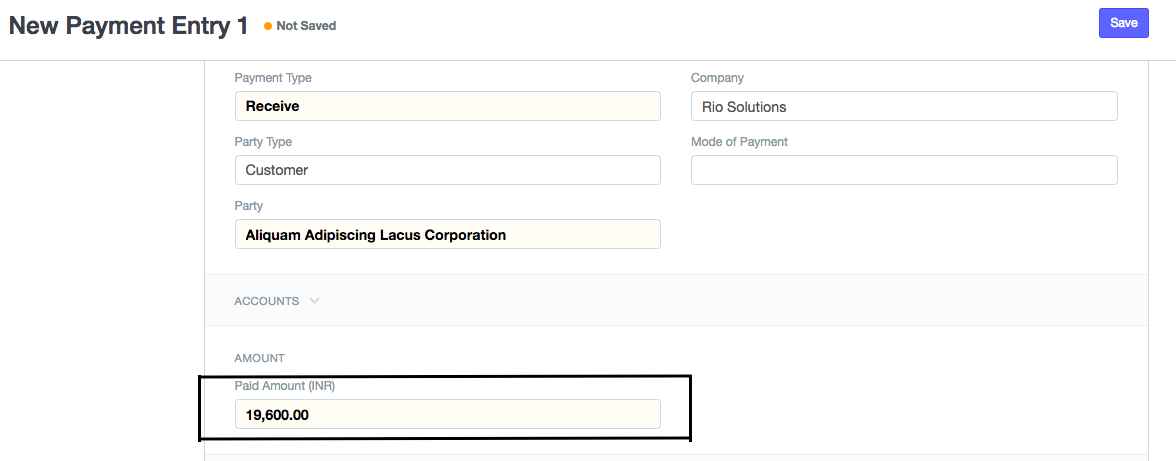 New Payment Entry 1 Not Saved Save
Payment Type Company
Receive Rio Solutions
Party Type Mode of Payment
Customer
Party
Aliquam Adipiscing Lacus Corporation
ACCOUNTS
AMOUNT
Paid Amount (INR)
19,600.00